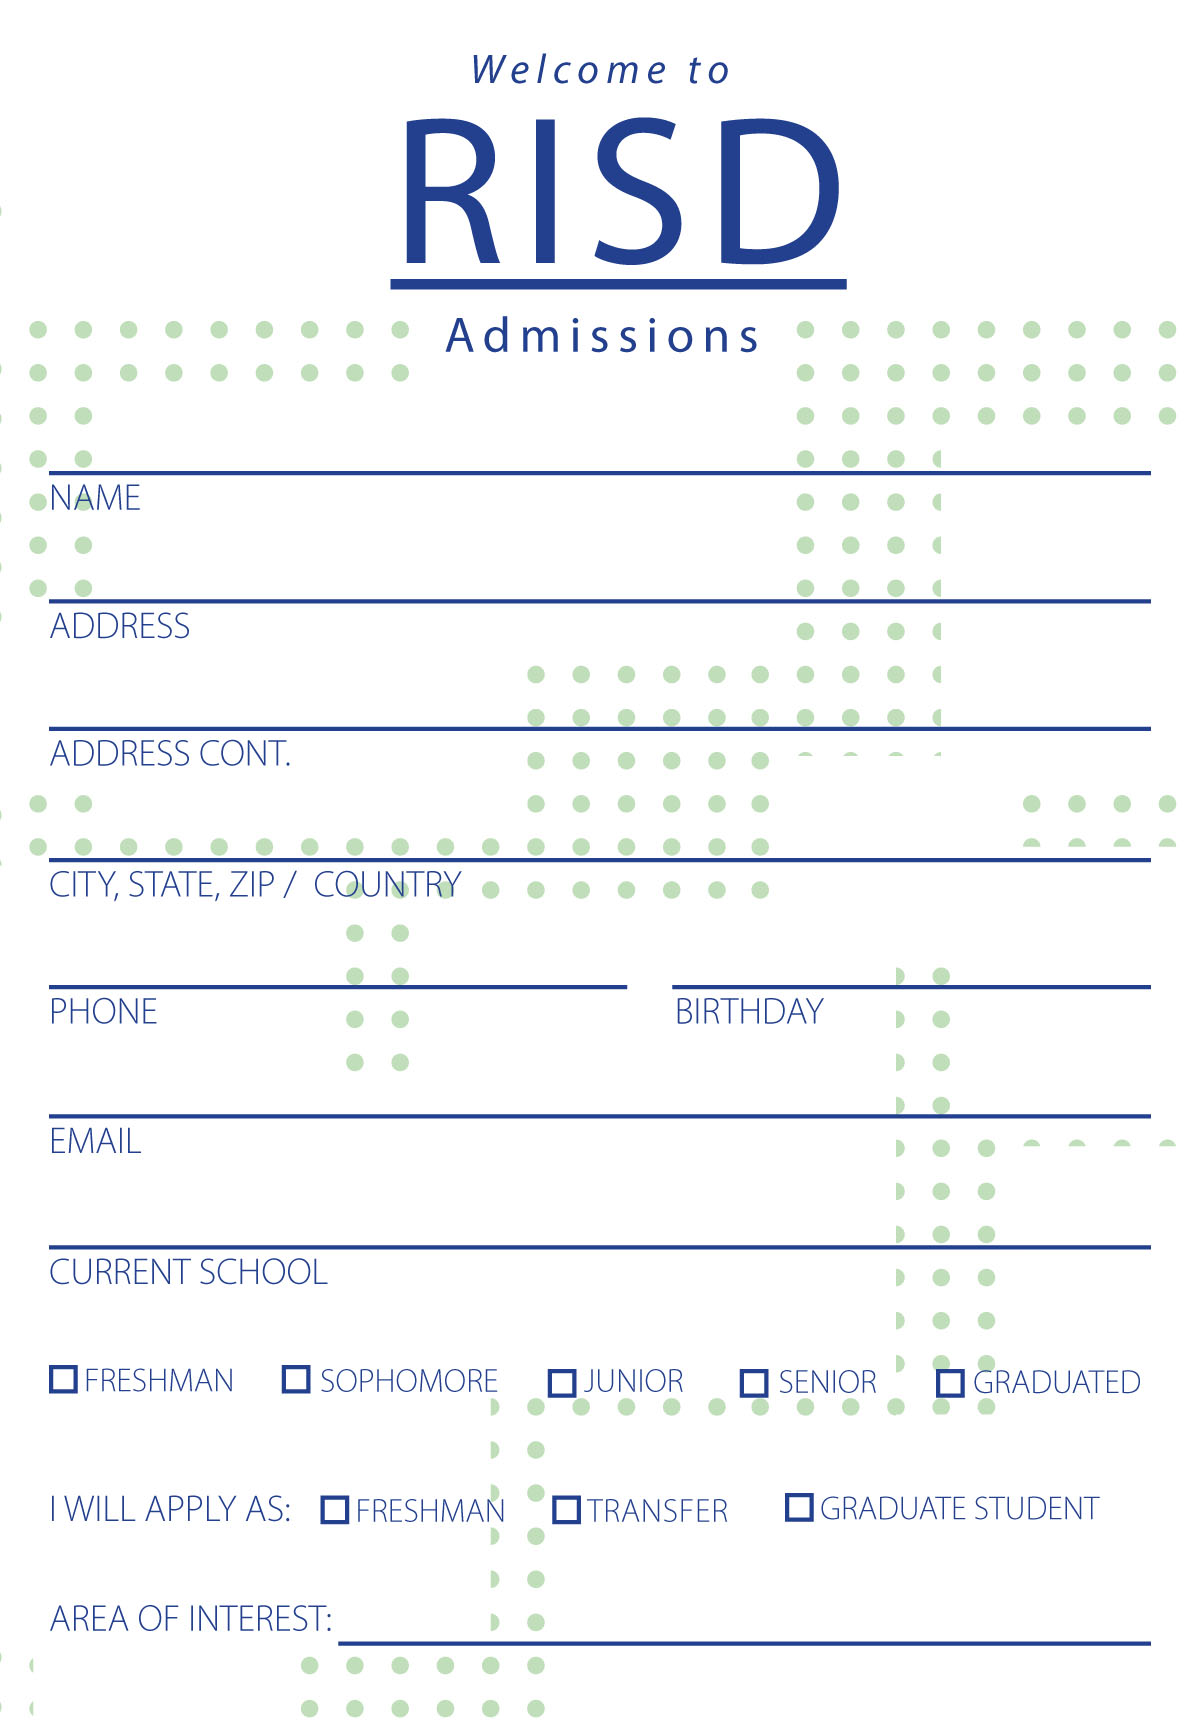 Welcome to
RISD
Admissions
NAME
ADDRESS
ADDRESS CONT.
CITY, STATE, ZIP / COUNTRY
PHONE BIRTHDAY
EMAIL
CURRENT SCHOOL
FRESHMAN SOPHOMORE JUNIOR SENIOR GRADUATED
I WILL APPLY AS: FRESHMAN TRANSFER GRADUATE STUDENT
AREA OF INTEREST: